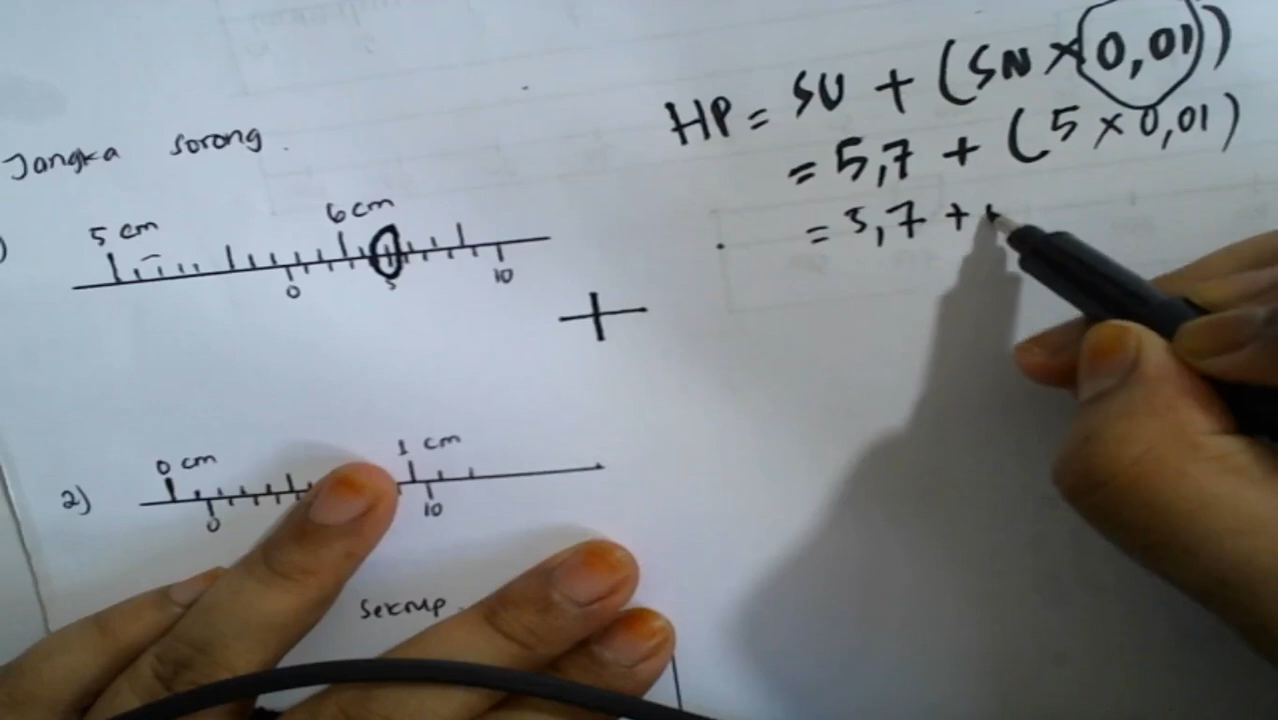 Jangka sorong.
)
5 cm 6 cm
0 5 10
2)
0 cm 1 cm
0 10
Sekrup
HP = SU + (SN × 0,01)
= 5,7 + (5 × 0,01)
= 5,7 +